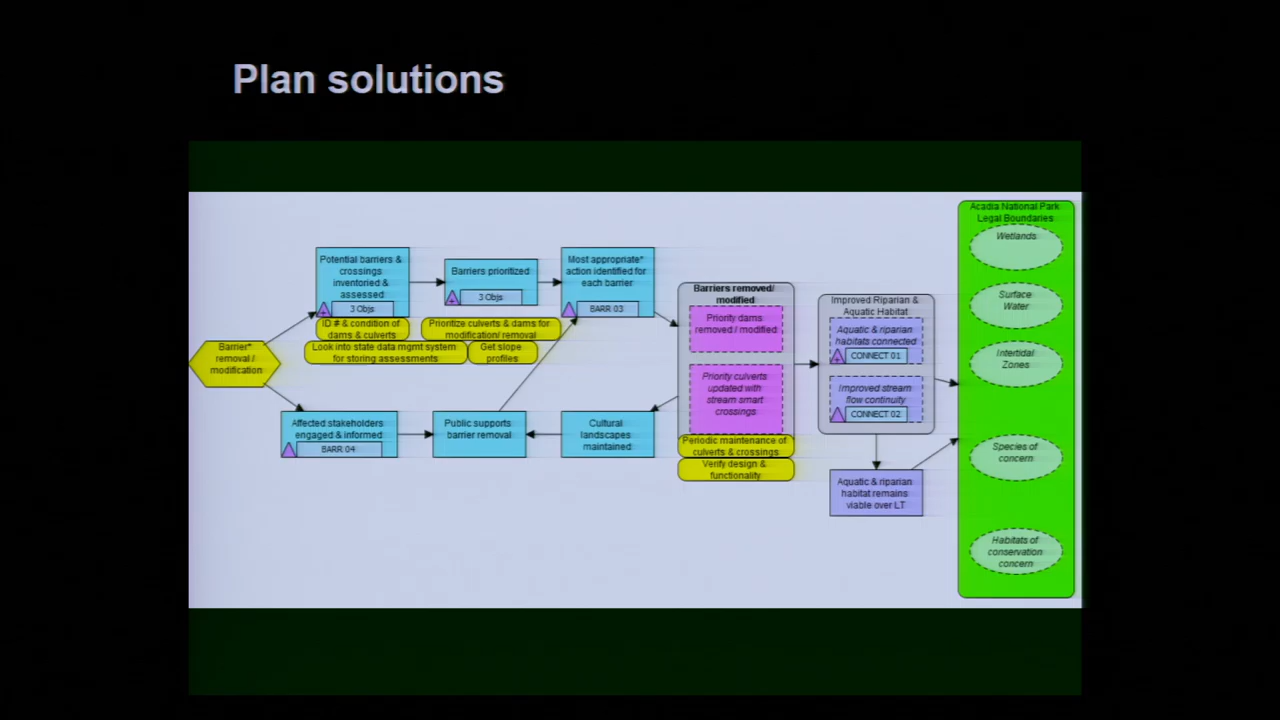 Plan solutions
Potential barriers &
crossings
inventoried &
assessed
3 Objs
ID # & condition of
dams & culverts
Look into state data mgmt system
for storing assessments
Barriers prioritized
3 Objs
Prioritize culverts & dams for
modification/ removal
Get slope
profiles
Most appropriate*
action identified for
each barrier
BARR 03
Barrier*
removal /
modification
Affected stakeholders
engaged & informed
BARR 04
Public supports
barrier removal
Cultural
landscapes
maintained
Barriers removed/
modified
Priority dams
removed / modified
Priority culverts
updated with
stream smart
crossings
Periodic maintenance of
culverts & crossings
Verify design &
functionality
Improved Riparian &
Aquatic Habitat
Aquatic & riparian
habitats connected
CONNECT 01
Improved stream
flow continuity
CONNECT 02
Aquatic & riparian
habitat remains
viable over LT
Acadia National Park
Legal Boundaries
Wetlands
Surface
Water
Intertidal
Zones
Species of
concern
Habitats of
conservation
concern